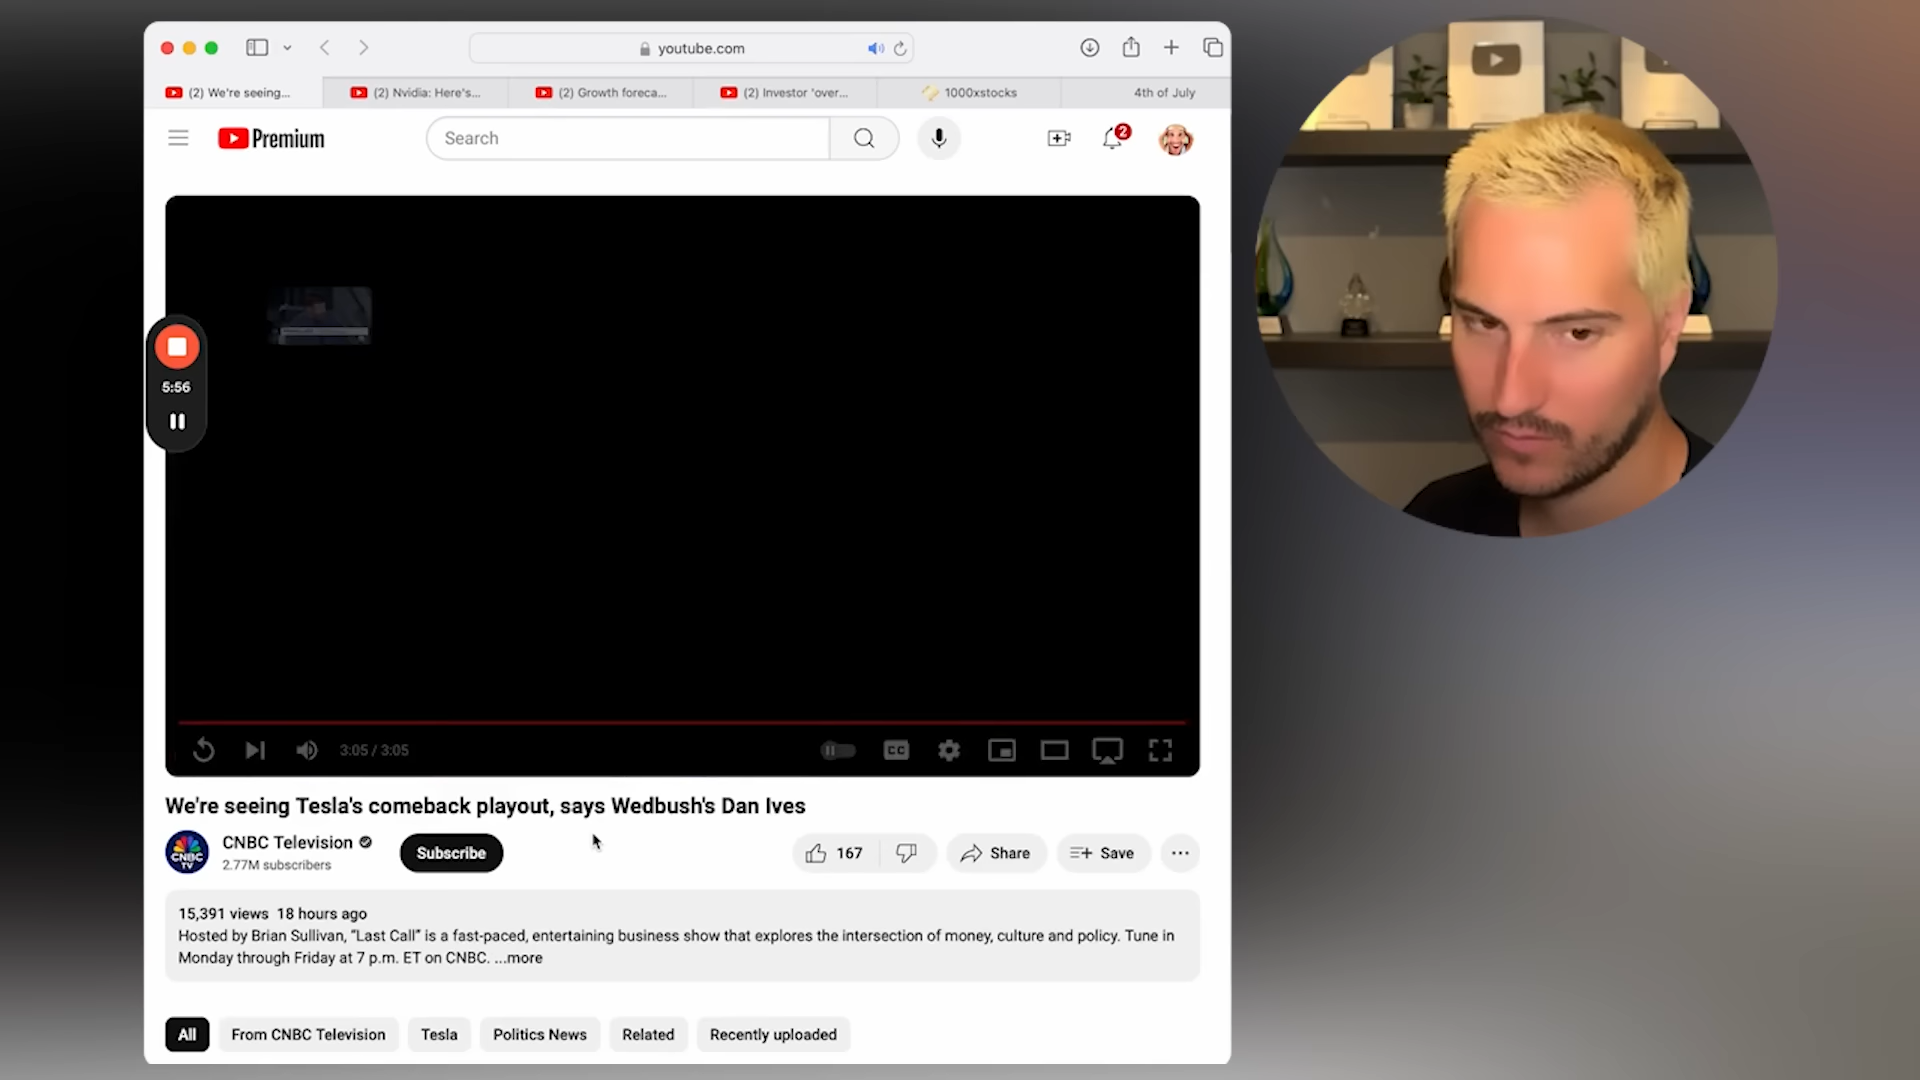 youtube.com
(2) We're seeing...
(2) Nvidia: Here's...
(2) Growth foreca...
(2) Investor 'over...
1000xstocks
4th of July
Premium
Search
2
5:56
3:05 / 3:05
CC
We're seeing Tesla's comeback playout, says Wedbush's Dan Ives
CNBC Television
2.77M subscribers
CNBC
TV
Subscribe
167
Share
Save
15,391 views 18 hours ago
Hosted by Brian Sullivan, "Last Call" is a fast-paced, entertaining business show that explores the intersection of money, culture and policy. Tune in
Monday through Friday at 7 p.m. ET on CNBC. ...more
All
From CNBC Television
Tesla
Politics News
Related
Recently uploaded